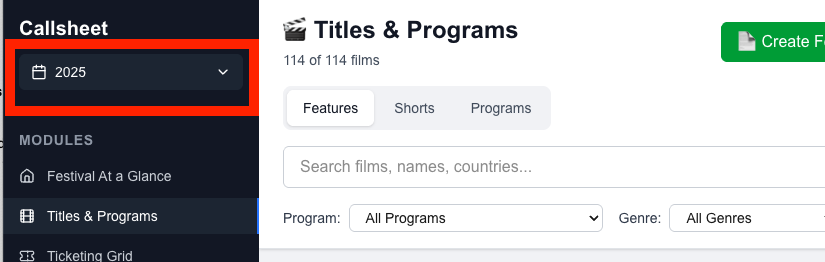 Callsheet
2025
MODULES
Festival At a Glance
Titles & Programs
Ticketing Grid
Titles & Programs
114 of 114 films
Create
Features Shorts Programs
Search films, names, countries...
Program: All Programs Genre: All Genres